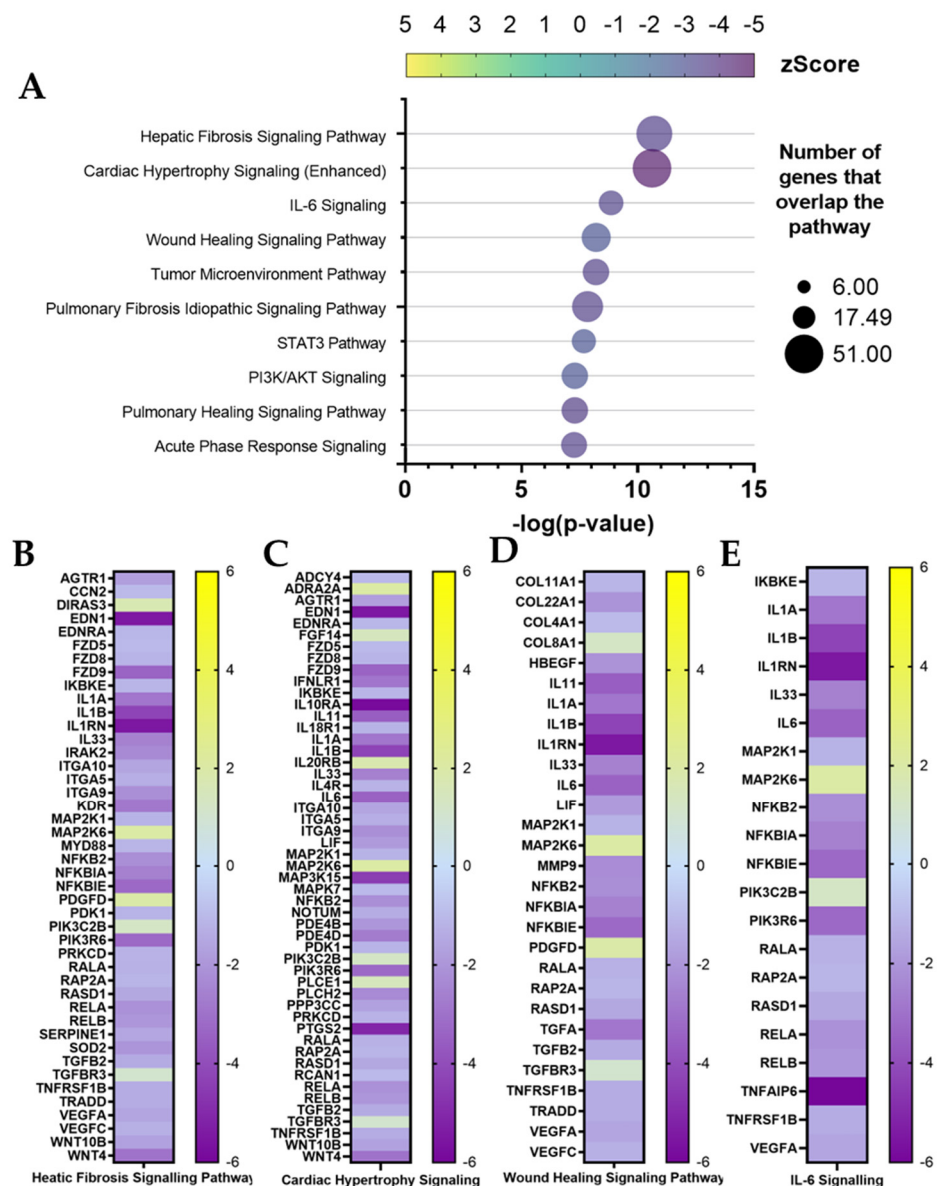 5 4 3 2 1 0 -1 -2 -3 -4 -5
zScore
A
Hepatic Fibrosis Signaling Pathway
Cardiac Hypertrophy Signaling (Enhanced)
IL-6 Signaling
Wound Healing Signaling Pathway
Tumor Microenvironment Pathway
Pulmonary Fibrosis Idiopathic Signaling Pathway
STAT3 Pathway
PI3K/AKT Signaling
Pulmonary Healing Signaling Pathway
Acute Phase Response Signaling
0 5 10 15
-log(p-value)
Number of
genes that
overlap the
pathway
6.00
17.49
51.00
B
AGTR1
CCN2
DIRAS3
EDN1
EDNRA
FZD5
FZD8
FZD9
IKBKE
IL1A
IL1B
IL1RN
IL33
IRAK2
ITGA10
ITGA5
ITGA9
KDR
MAP2K1
MAP2K6
MYD88
NFKB2
NFKBIA
NFKBIE
PDGFD
PDK1
PIK3C2B
PIK3R6
PRKCD
RALA
RAP2A
RASD1
RELA
RELB
SERPINE1
SOD2
TGFB2
TGFBR3
TNFRSF1B
TRADD
VEGFA
VEGFC
WNT10B
WNT4
6
4
2
0
-2
-4
-6
Heatic Fibrosis Signalling Pathway
C
ADCY4
ADRA2A
AGTR1
EDN1
EDNRA
FGF14
FZD5
FZD8
FZD9
IFNLR1
IKBKE
IL10RA
IL11
IL18R1
IL1A
IL1B
IL20RB
IL33
IL4R
IL6
ITGA10
ITGA5
ITGA9
LIF
MAP2K1
MAP2K6
MAP3K15
MAPK7
NFKB2
NOTUM
PDE4B
PDE4D
PDK1
PIK3C2B
PIK3R6
PLCE1
PLCH2
PPP3CC
PRKCD
PTGS2
RALA
RAP2A
RASD1
RCAN1
RELA
RELB
TGFB2
TGFBR3
TNFRSF1B
WNT10B
WNT4
6
4
2
0
-2
-4
-6
Cardiac Hypertrophy Signaling
D
COL11A1
COL22A1
COL4A1
COL8A1
HBEGF
IL11
IL1A
IL1B
IL1RN
IL33
IL6
LIF
MAP2K1
MAP2K6
MMP9
NFKB2
NFKBIA
NFKBIE
PDGFD
RALA
RAP2A
RASD1
TGFA
TGFB2
TGFBR3
TNFRSF1B
TRADD
VEGFA
VEGFC
6
4
2
0
-2
-4
-6
Wound Healing Signaling Pathway
E
IKBKE
IL1A
IL1B
IL1RN
IL33
IL6
MAP2K1
MAP2K6
NFKB2
NFKBIA
NFKBIE
PIK3C2B
PIK3R6
RALA
RAP2A
RASD1
RELA
RELB
TNFAIP6
TNFRSF1B
VEGFA
6
4
2
0
-2
-4
-6
IL-6 Signalling